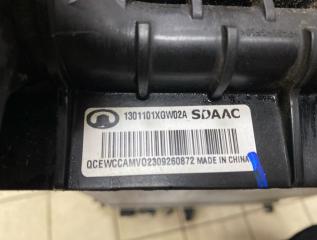 1301101XGW02A SDAAC
QCEWCCAMV02309260872 MADE IN CHINA